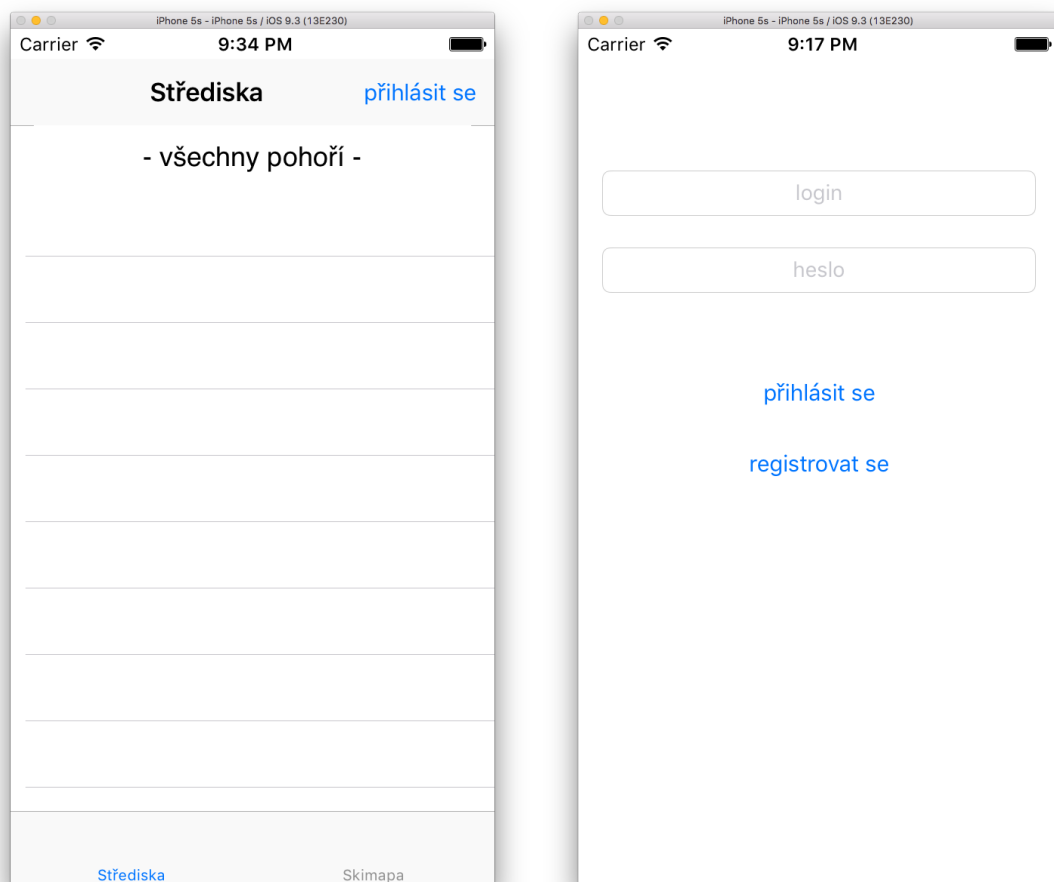 iPhone 5s - iPhone 5s / iOS 9.3 (13E230)
Carrier 9:34 PM
Střediska přihlásit se
- všechny pohoří -
Střediska Skimapa
iPhone 5s - iPhone 5s / iOS 9.3 (13E230)
Carrier 9:17 PM
login
heslo
přihlásit se
registrovat se